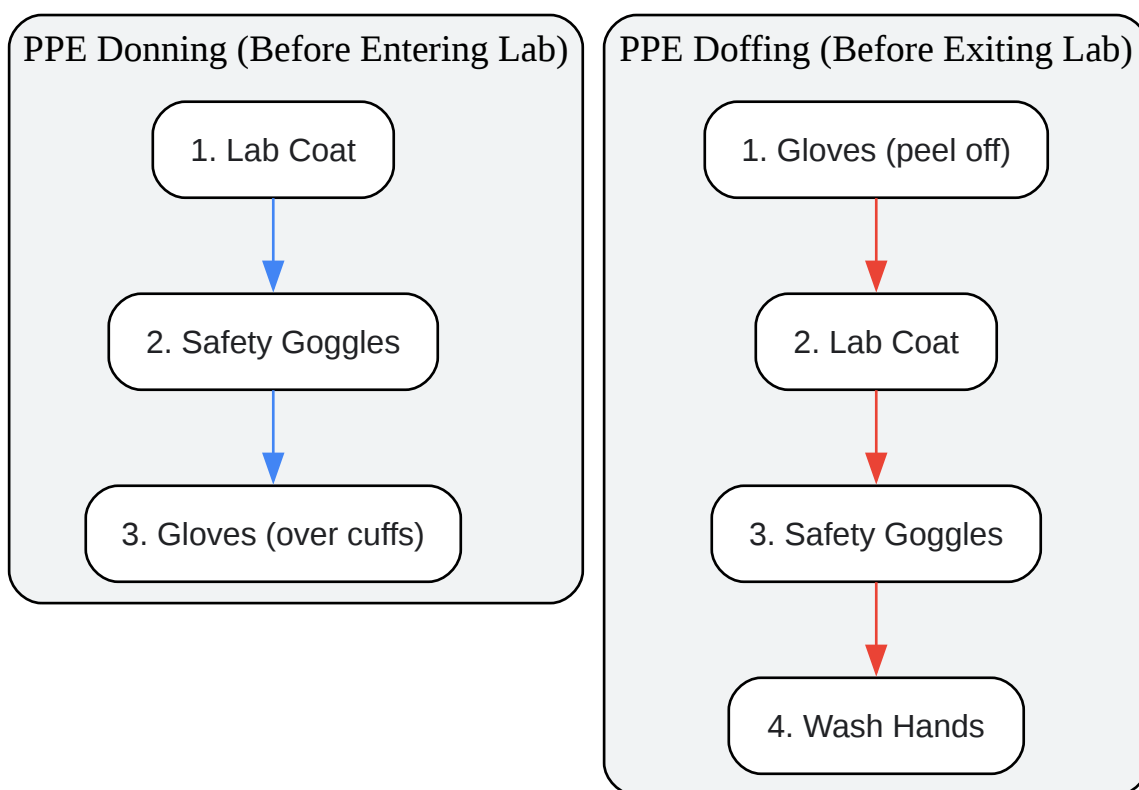 PPE Donning (Before Entering Lab)
1. Lab Coat
2. Safety Goggles
3. Gloves (over cuffs)
PPE Doffing (Before Exiting Lab)
1. Gloves (peel off)
2. Lab Coat
3. Safety Goggles
4. Wash Hands